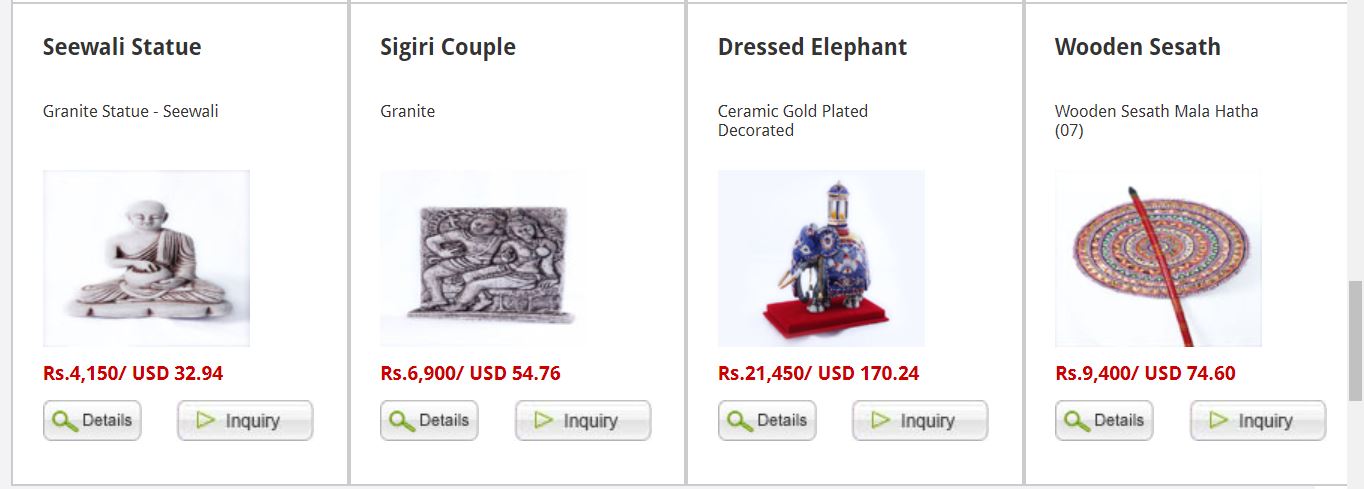 Seewali Statue
Granite Statue - Seewali
Rs.4,150/ USD 32.94
Details
Inquiry
Sigiri Couple
Granite
Rs.6,900/ USD 54.76
Details
Inquiry
Dressed Elephant
Ceramic Gold Plated
Decorated
Rs.21,450/ USD 170.24
Details
Inquiry
Wooden Sesath
Wooden Sesath Mala Hatha
(07)
Rs.9,400/ USD 74.60
Details
Inquiry